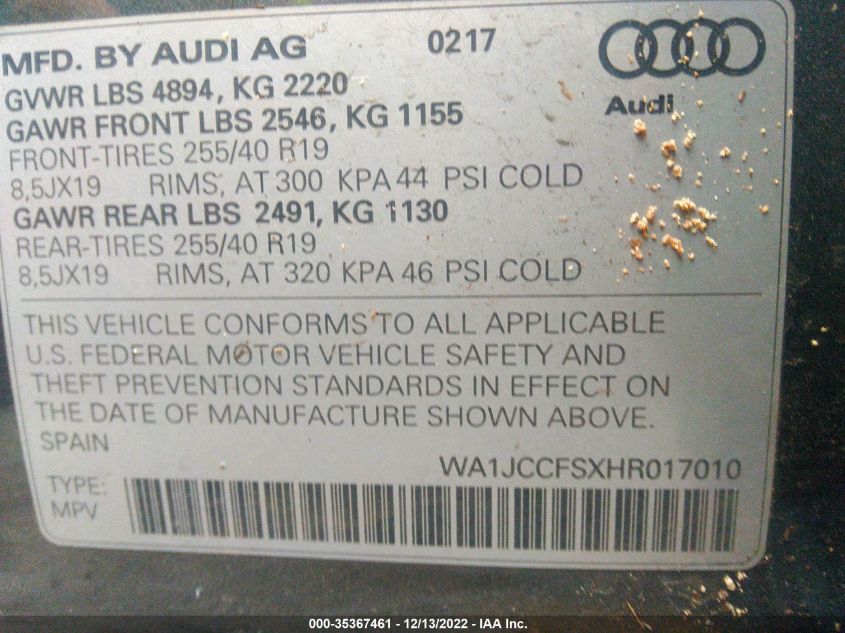 MFD. BY AUDI AG 0217
Audi
GVWR LBS 4894, KG 2220
GAWR FRONT LBS 2546, KG 1155
FRONT-TIRES 255/40 R19
8,5JX19 RIMS, AT 300 KPA 44 PSI COLD
GAWR REAR LBS 2491, KG 1130
REAR-TIRES 255/40 R19
8,5JX19 RIMS, AT 320 KPA 46 PSI COLD
THIS VEHICLE CONFORMS TO ALL APPLICABLE
U.S. FEDERAL MOTOR VEHICLE SAFETY AND
THEFT PREVENTION STANDARDS IN EFFECT ON
THE DATE OF MANUFACTURE SHOWN ABOVE.
SPAIN
WA1JCCFSXHR017010
TYPE:
MPV
000-35367461 - 12/13/2022 - IAA Inc.